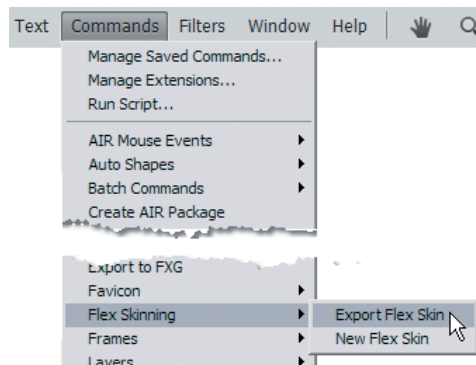 Text Commands Filters Window Help
Manage Saved Commands...
Manage Extensions...
Run Script...
AIR Mouse Events
Auto Shapes
Batch Commands
Create AIR Package
Export to FXG
Favicon
Flex Skinning
Export Flex Skin
Frames
New Flex Skin
Layers